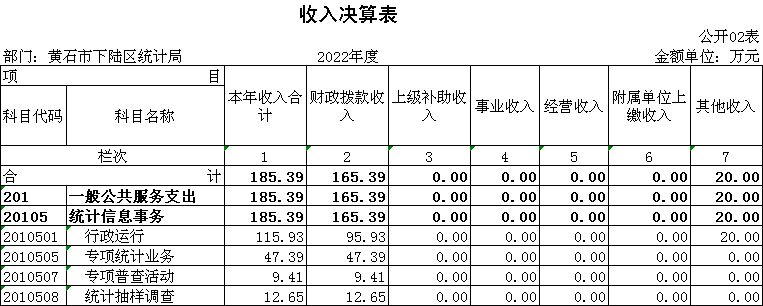 收入决算表
公开02表
部门：黄石市下陆区统计局 2022年度 金额单位：万元
项 目 本年收入合计 财政拨款收入 上级补助收入 事业收入 经营收入 附属单位上缴收入 其他收入
科目代码 科目名称
栏次 1 2 3 4 5 6 7
合 计 185.39 165.39 0.00 0.00 0.00 0.00 20.00
201 一般公共服务支出 185.39 165.39 0.00 0.00 0.00 0.00 20.00
20105 统计信息事务 185.39 165.39 0.00 0.00 0.00 0.00 20.00
2010501 行政运行 115.93 95.93 0.00 0.00 0.00 0.00 20.00
2010505 专项统计业务 47.39 47.39 0.00 0.00 0.00 0.00 0.00
2010507 专项普查活动 9.41 9.41 0.00 0.00 0.00 0.00 0.00
2010508 统计抽样调查 12.65 12.65 0.00 0.00 0.00 0.00 0.00